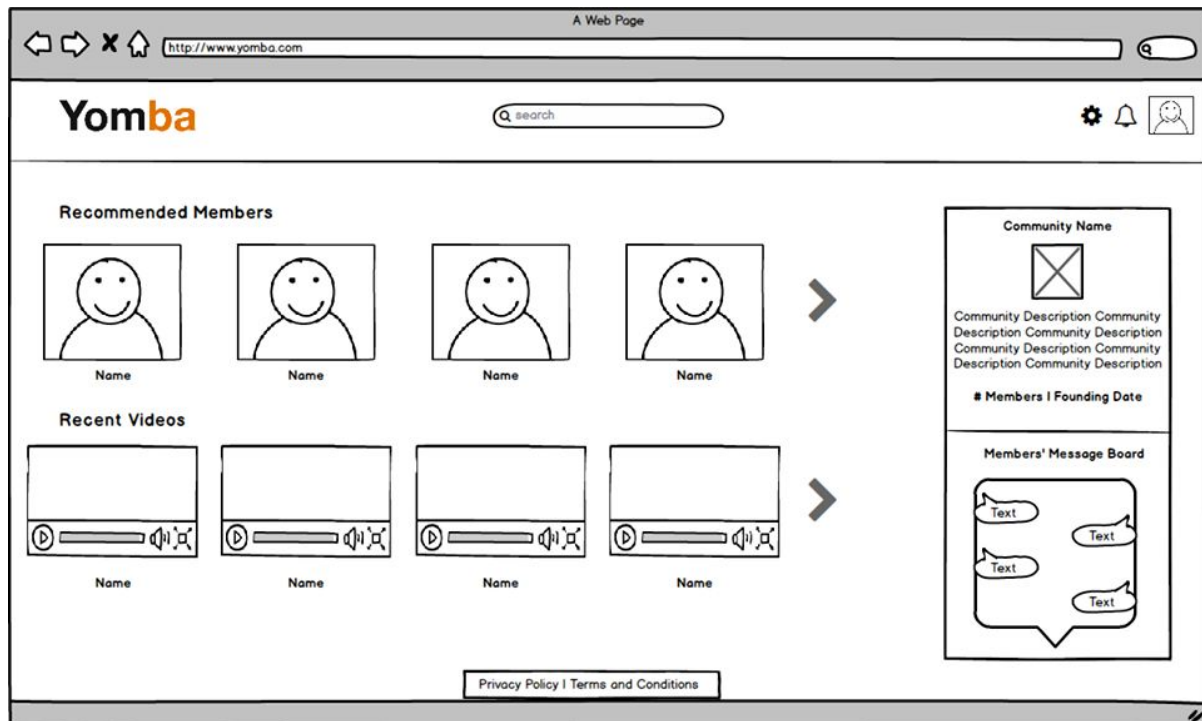 A Web Page
http://www.yomba.com
Yomba
search
Recommended Members
Name
Name
Name
Name
Recent Videos
Name
Name
Name
Name
Community Name
Community Description Community
Description Community Description
Community Description Community
Description Community Description
# Members I Founding Date
Members' Message Board
Text
Text
Text
Text
Privacy Policy I Terms and Conditions